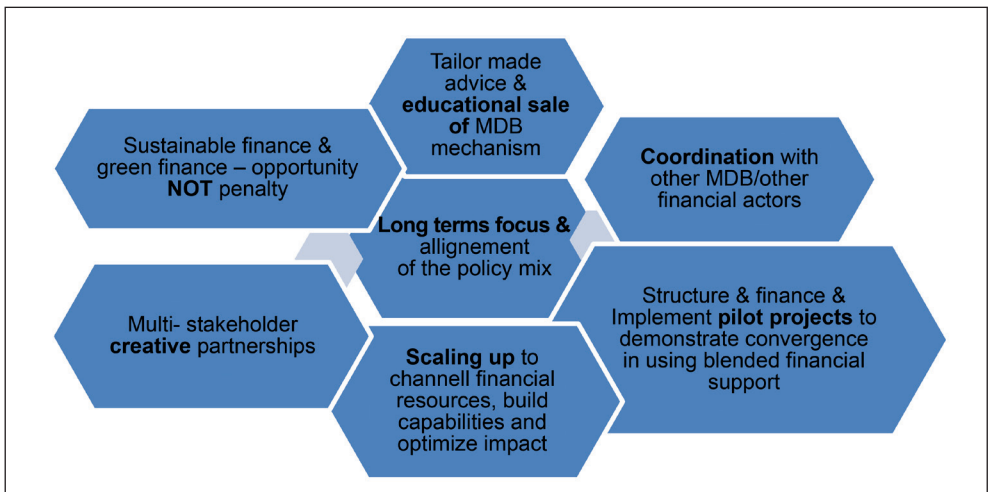 Tailor made
advice &
educational sale
of MDB
mechanism
Sustainable finance &
green finance – opportunity
NOT penalty
Coordination with
other MDB/other
financial actors
Long terms focus &
allignement
of the policy mix
Multi- stakeholder
creative partnerships
Structure & finance &
Implement pilot projects to
demonstrate convergence
in using blended financial
support
Scaling up to
channell financial
resources, build
capabilities and
optimize impact